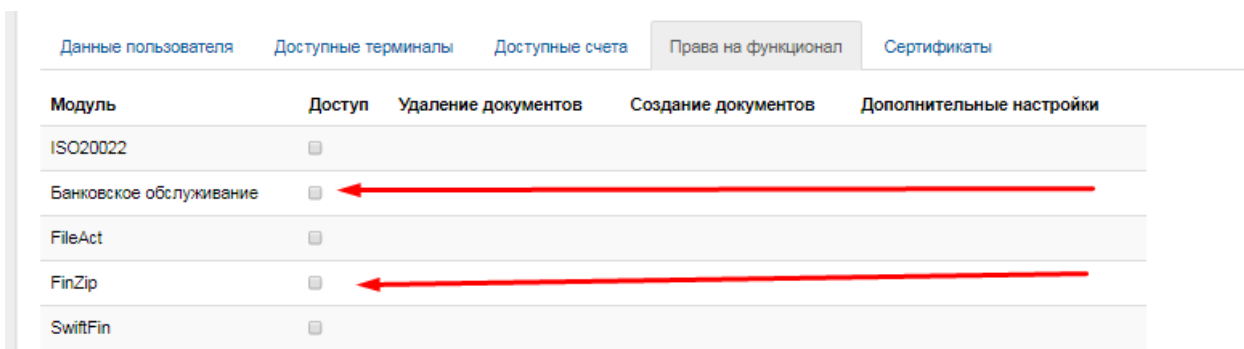 Данные пользователя Доступные терминалы Доступные счета Права на функционал Сертификаты
Модуль Доступ Удаление документов Создание документов Дополнительные настройки
ISO20022
Банковское обслуживание
FileAct
FinZip
SwiftFin